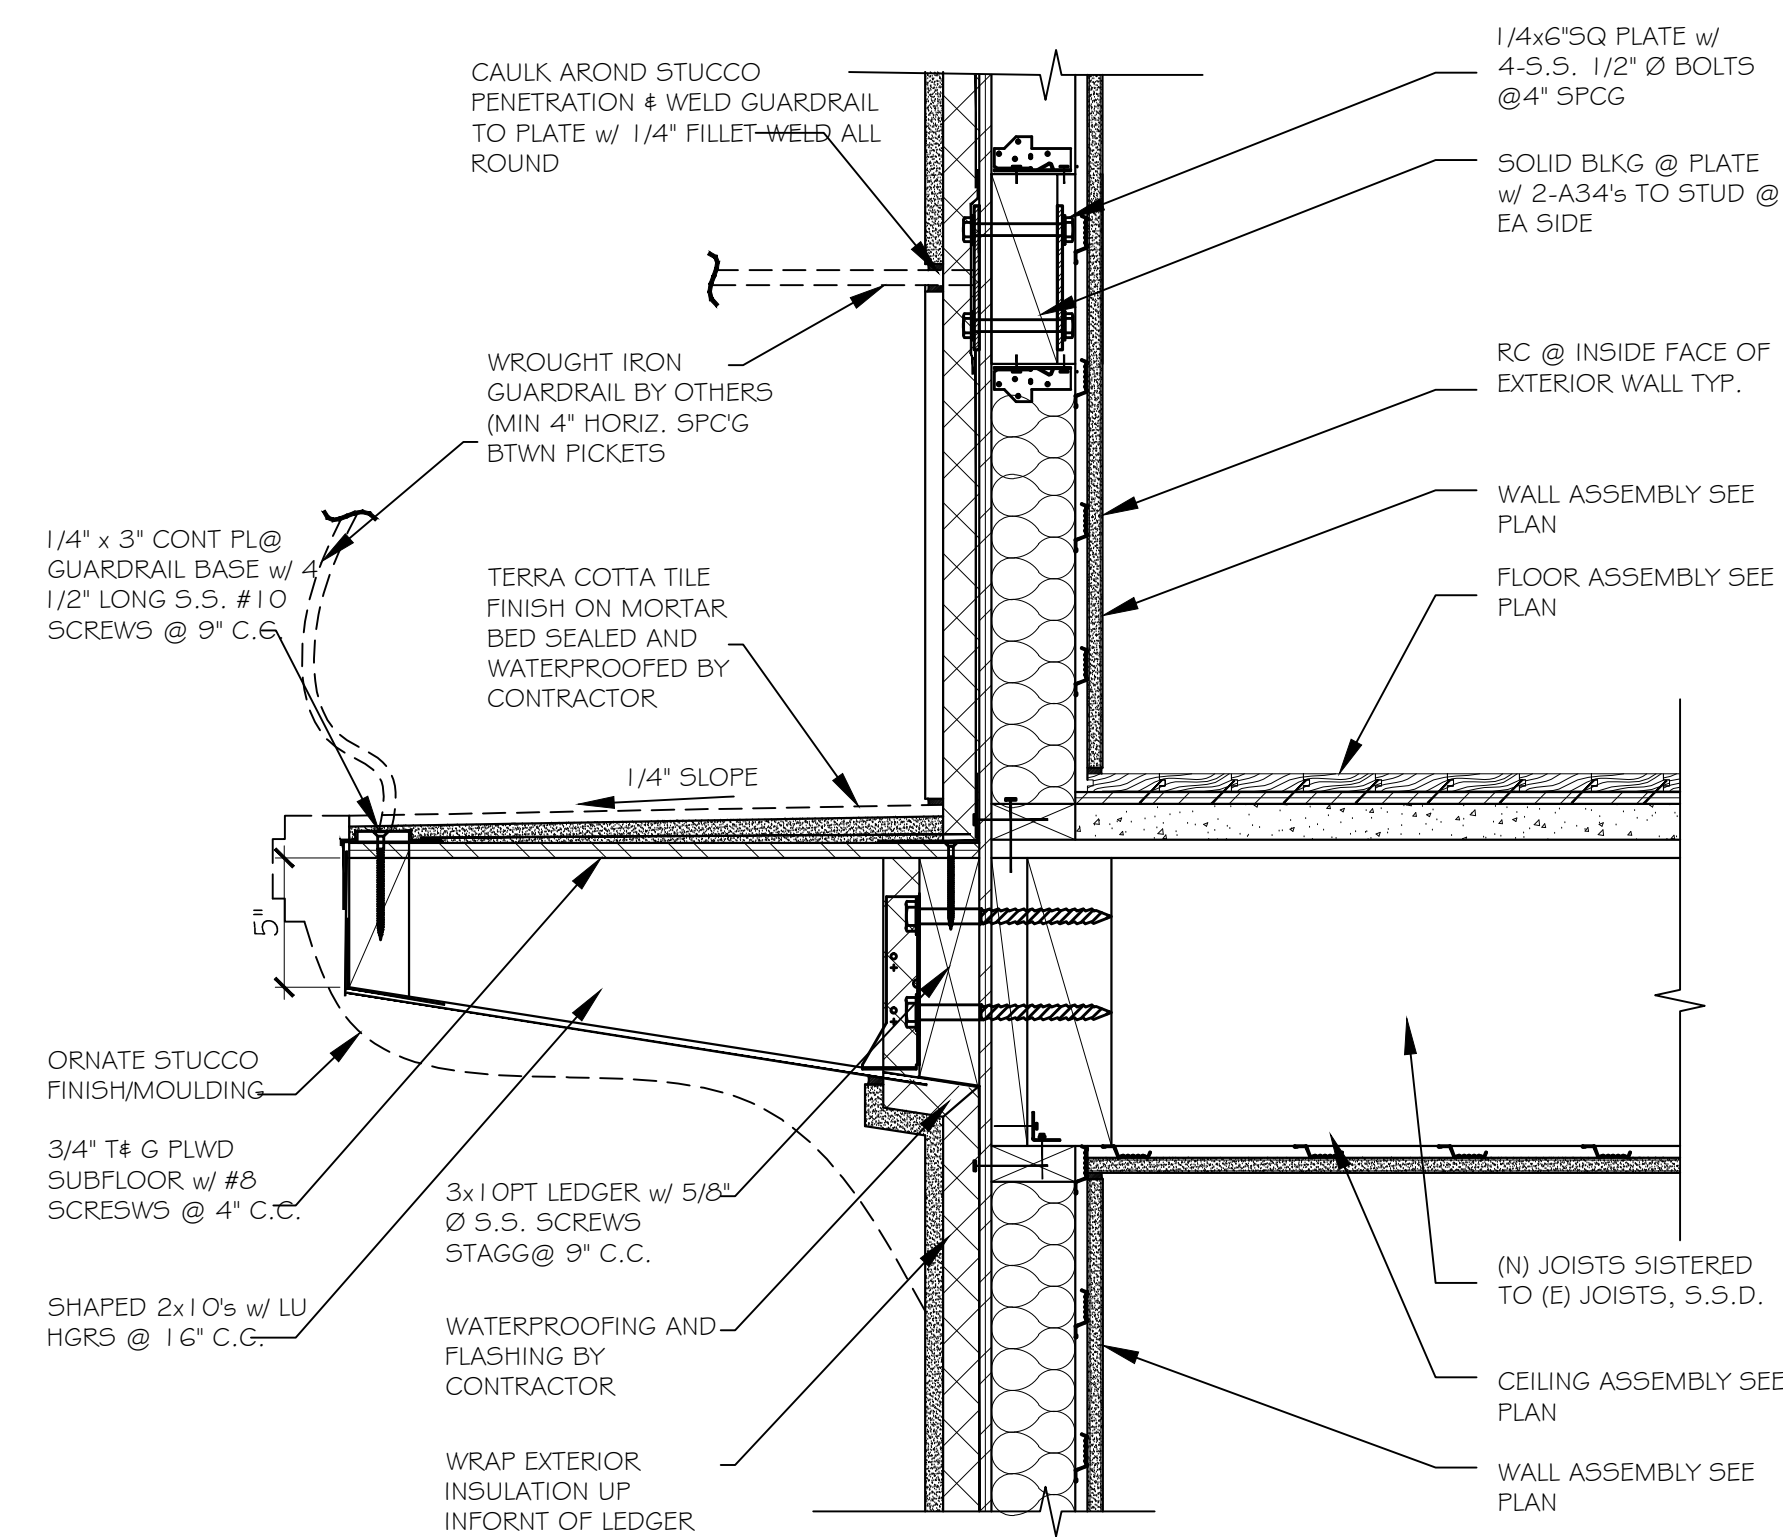 CAULK AROND STUCCO
PENETRATION & WELD GUARDRAIL
TO PLATE w/ 1/4" FILLET WELD ALL
ROUND
1/4x6"SQ PLATE w/
4-S.S. 1/2" Ø BOLTS
@4" SPCG
SOLID BLKG @ PLATE
w/ 2-A34's TO STUD @
EA SIDE
WROUGHT IRON
GUARDRAIL BY OTHERS
(MIN 4" HORIZ. SPC'G
BTWN PICKETS
RC @ INSIDE FACE OF
EXTERIOR WALL TYP.
WALL ASSEMBLY SEE
PLAN
1/4" x 3" CONT PL@
GUARDRAIL BASE w/ 4
1/2" LONG S.S. #10
SCREWS @ 9" C.C.
TERRA COTTA TILE
FINISH ON MORTAR
BED SEALED AND
WATERPROOFED BY
CONTRACTOR
FLOOR ASSEMBLY SEE
PLAN
1/4" SLOPE
5"
ORNATE STUCCO
FINISH/MOULDING
3/4" T& G PLWD
SUBFLOOR w/ #8
SCRESWS @ 4" C.C.
SHAPED 2x10's w/ LU
HGRS @ 16" C.C.
3x10PT LEDGER w/ 5/8"
Ø S.S. SCREWS
STAGG@ 9" C.C.
WATERPROOFING AND
FLASHING BY
CONTRACTOR
WRAP EXTERIOR
INSULATION UP
INFORNT OF LEDGER
(N) JOISTS SISTERED
TO (E) JOISTS, S.S.D.
CEILING ASSEMBLY SEE
PLAN
WALL ASSEMBLY SEE
PLAN